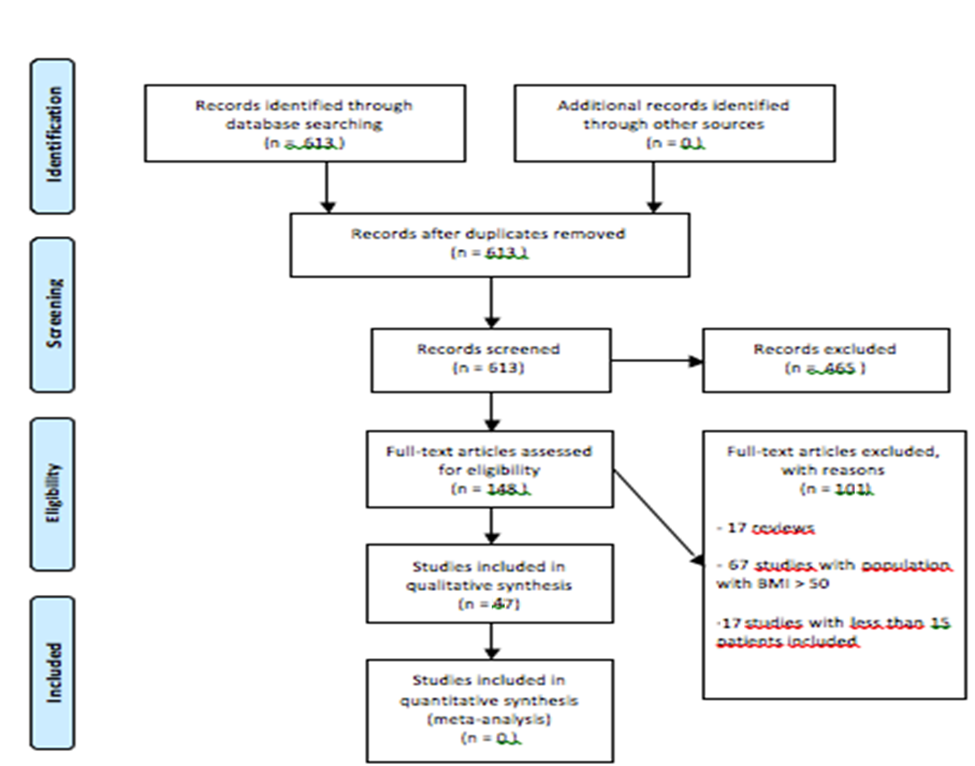 Identification
Records identified through
database searching
(n = 613 )
Additional records identified
through other sources
(n = 0 )
Records after duplicates removed
(n = 613 )
Screening
Records screened
(n = 613)
Records excluded
(n = 465 )
Eligibility
Full-text articles assessed
for eligibility
(n = 148 )
Full-text articles excluded,
with reasons
(n = 101)
- 17 reviews
- 67 studies with population
with BMI > 50
-17 studies with less than 15
patients included
Studies included in
qualitative synthesis
(n = 47)
Included
Studies included in
quantitative synthesis
(meta-analysis)
(n = 0 )